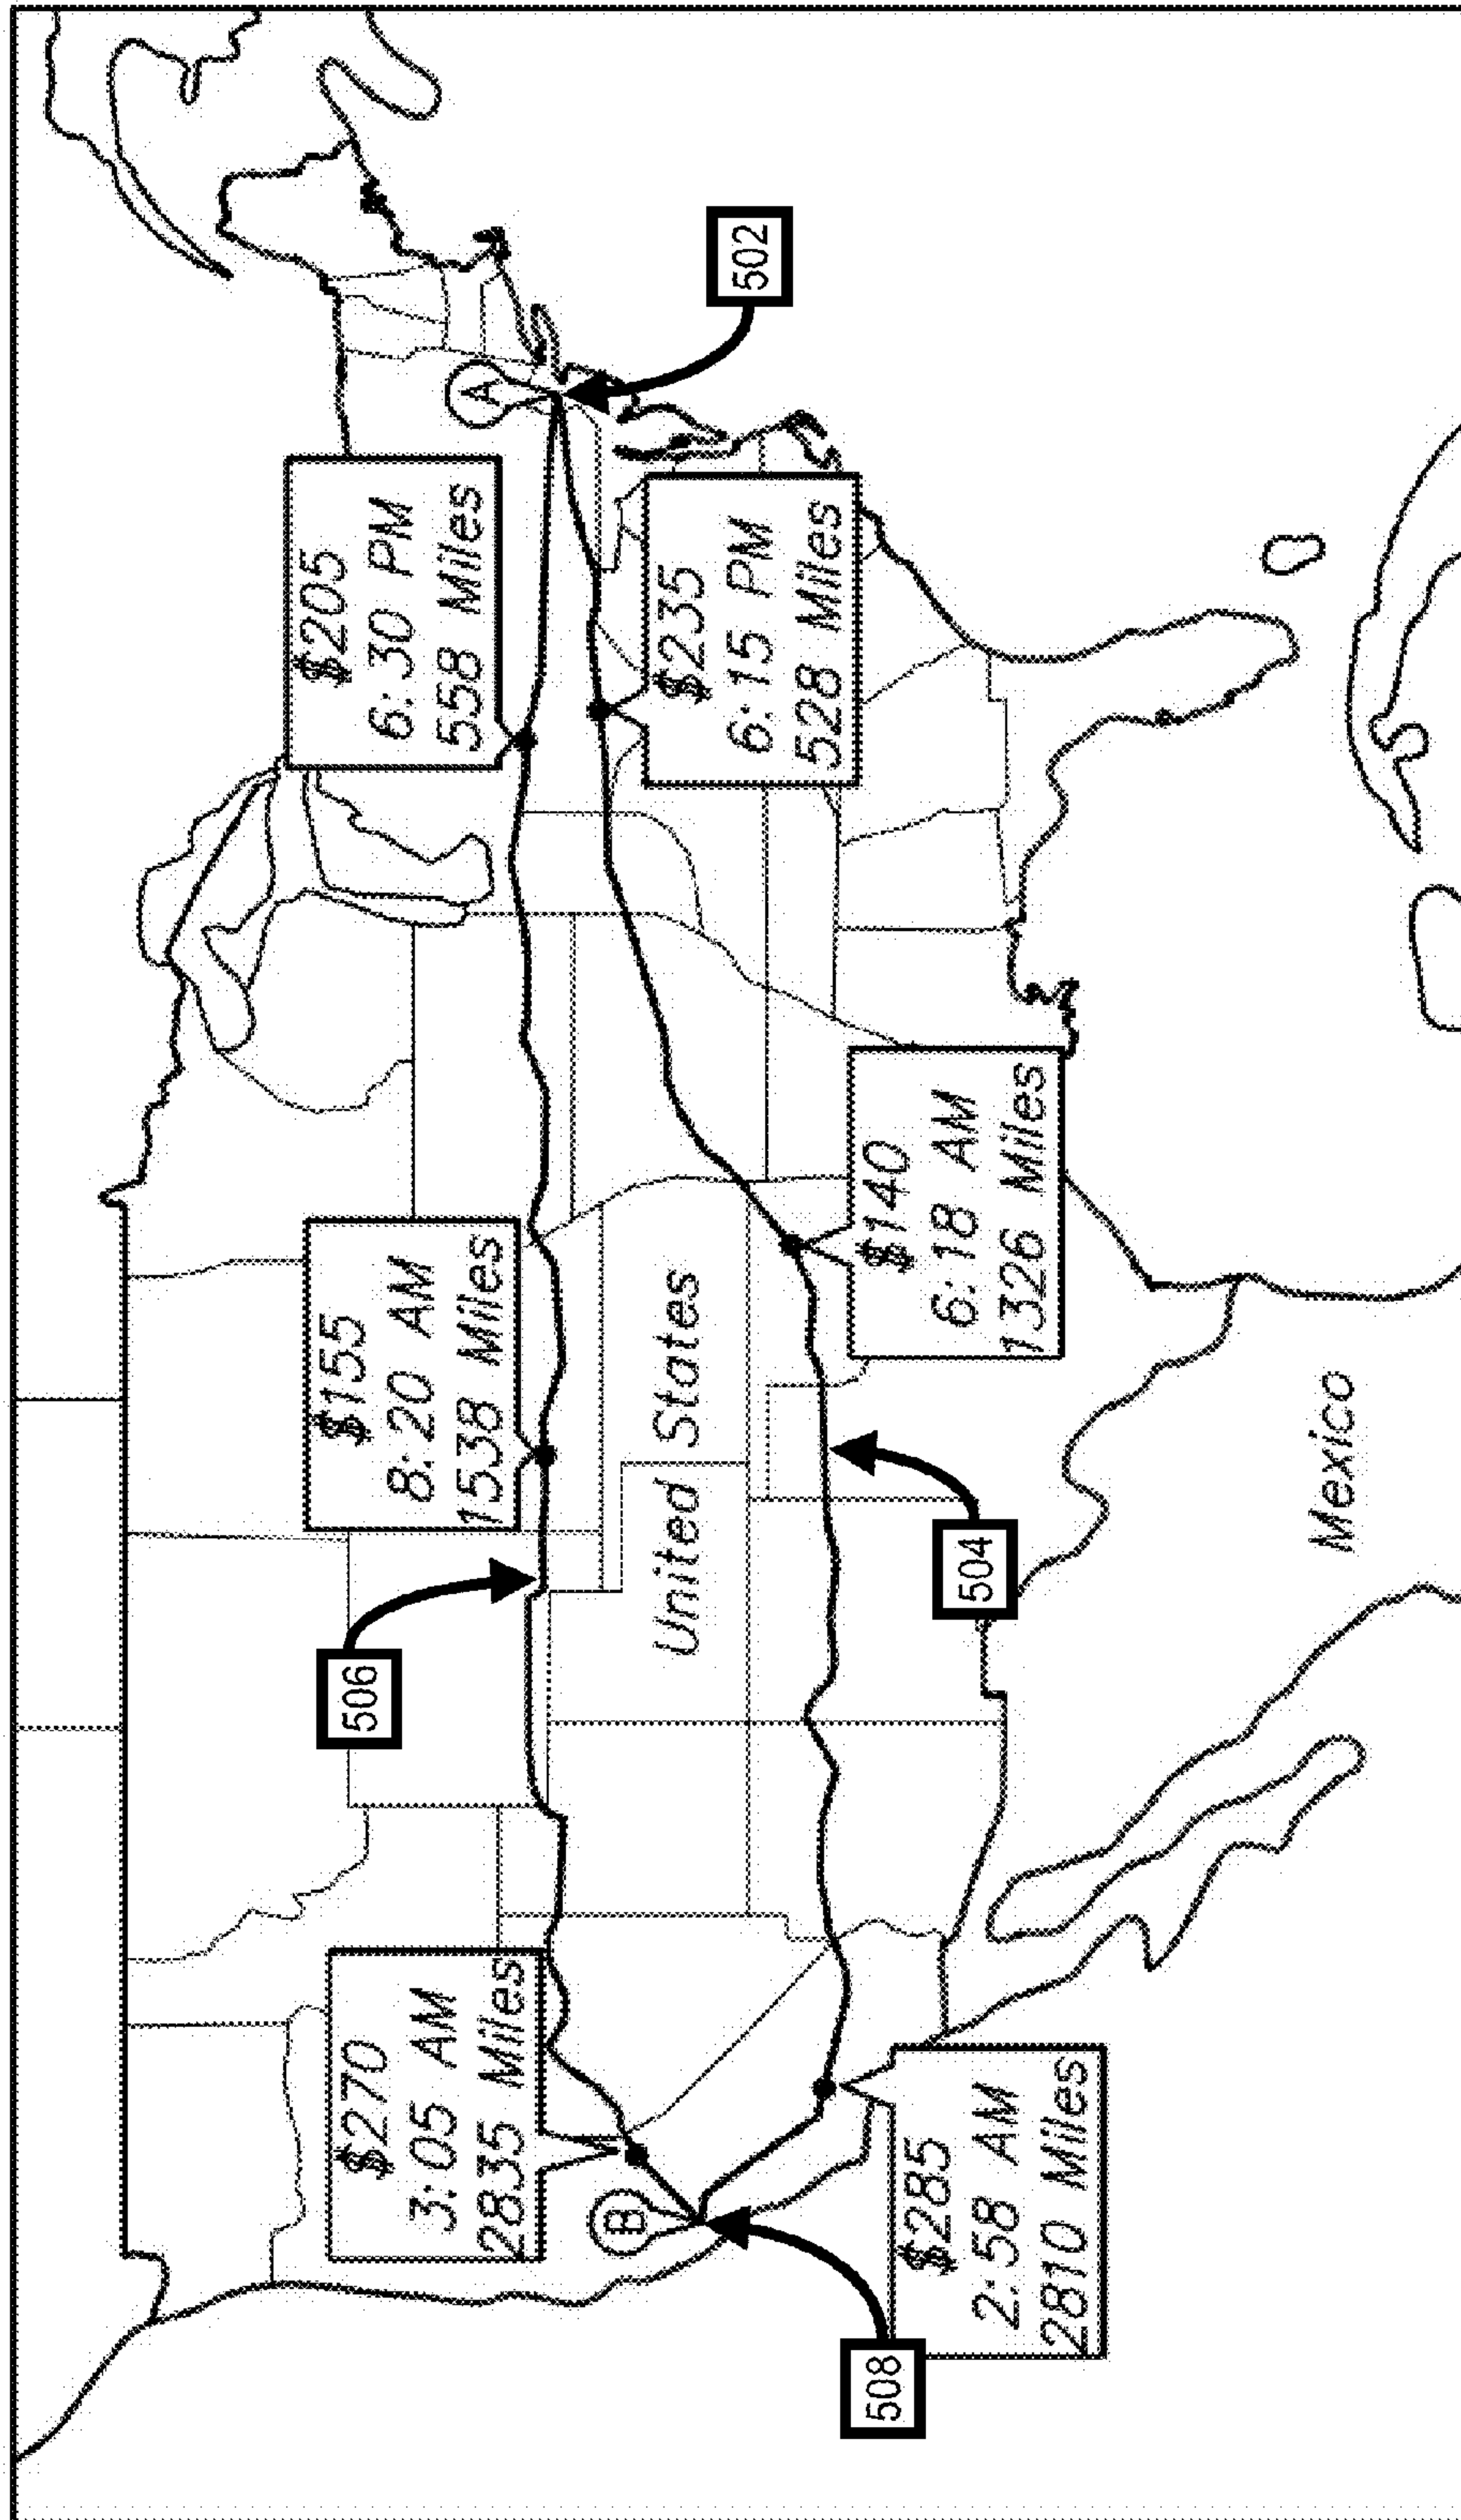 $270
3:05 AM
2835 Miles
506
$155
8:20 AM
1538 Miles
$205
6:30 PM
558 Miles
A
B
United States
$235
6:15 PM
528 Miles
502
508
$285
2:58 AM
2810 Miles
504
$140
6:18 AM
1326 Miles
Mexico